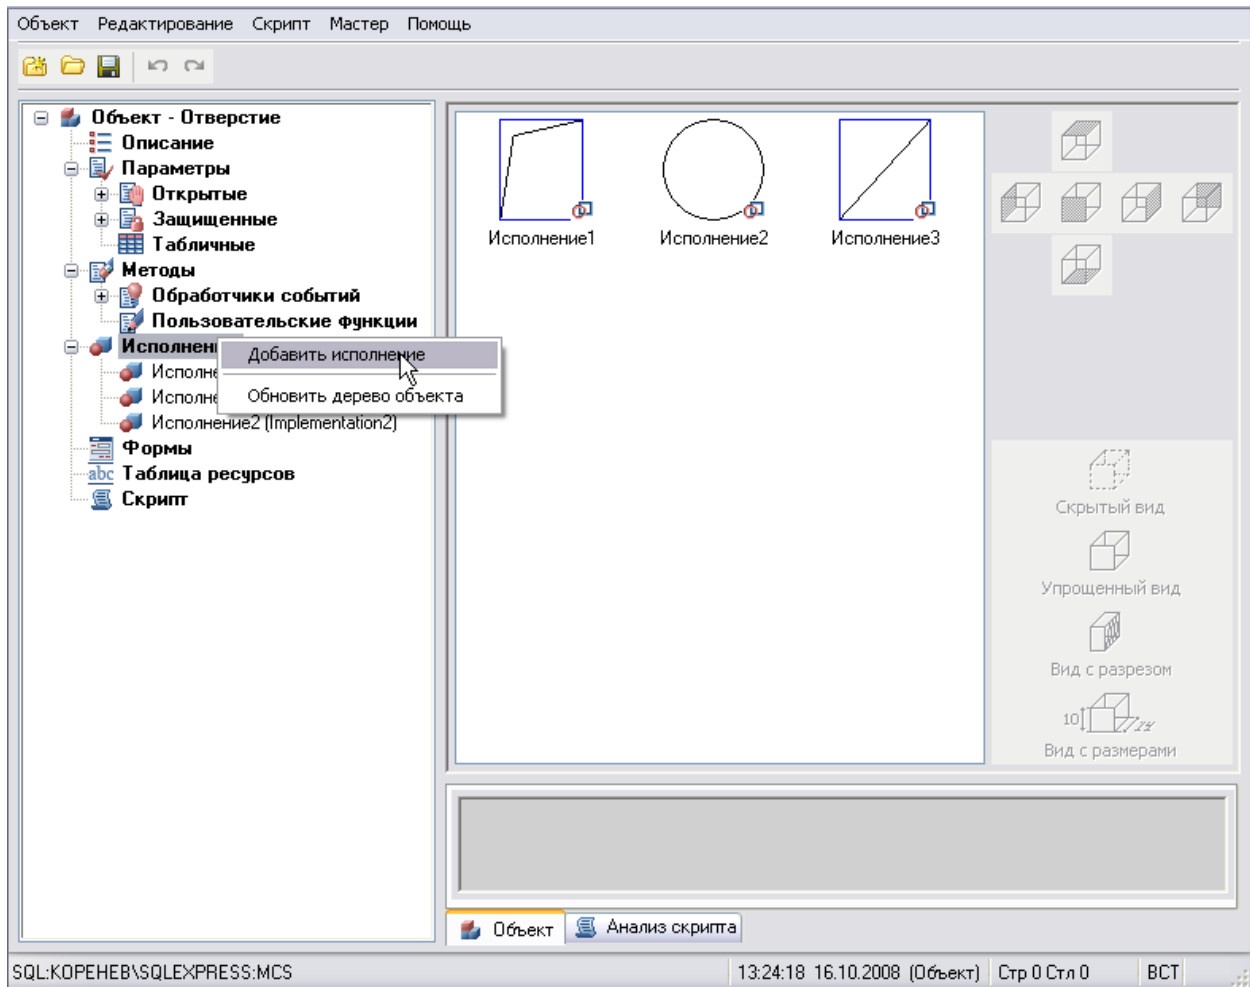 Объект Редактирование Скрипт Мастер Помощь
Объект - Отверстие
Описание
Параметры
Открытые
Защищенные
Табличные
Методы
Обработчики событий
Пользовательские функции
Исполнен
Добавить исполнение
Исполне
Исполне
Обновить дерево объекта
Исполнение2 (Implementation2)
Формы
abc Таблица ресурсов
Скрипт
Исполнение1 Исполнение2 Исполнение3
Скрытый вид
Упрощенный вид
Вид с разрезом
10
Вид с размерами
Объект Анализ скрипта
SQL:КОРЕНЕВ\SQLEXPRESS:MCS 13:24:18 16.10.2008 (Объект) Стр 0 Стл 0 ВСТ